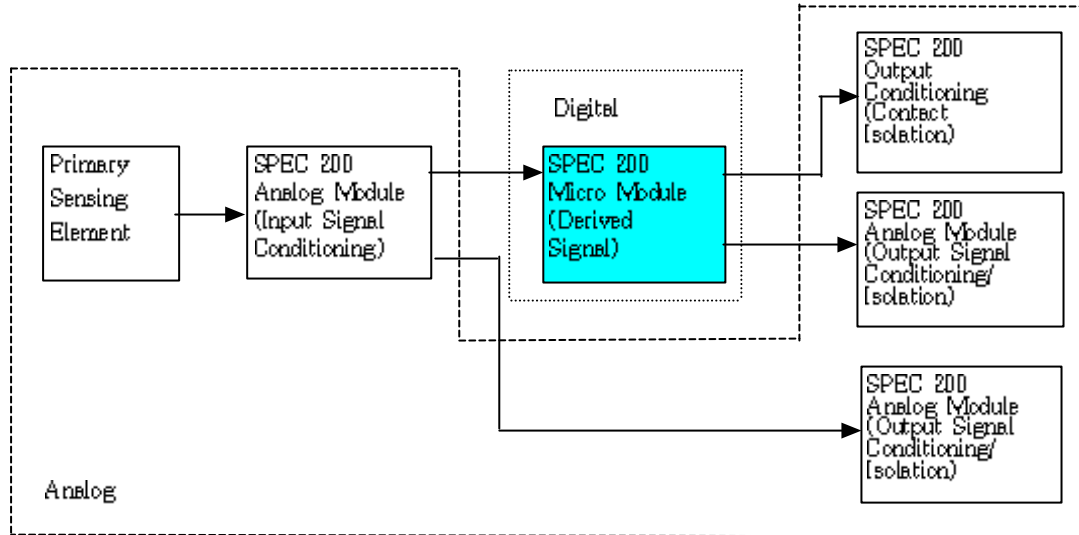 SPEC 200
Output
Conditioning
(Contact
Isolation)
Digital
Primary
Sensing
Element
SPEC 200
Analog Module
(Input Signal
Conditioning)
SPEC 200
Micro Module
(Derived
Signal)
SPEC 200
Analog Module
(Output Signal
Conditioning/
Isolation)
SPEC 200
Analog Module
(Output Signal
Conditioning/
Isolation)
Analog